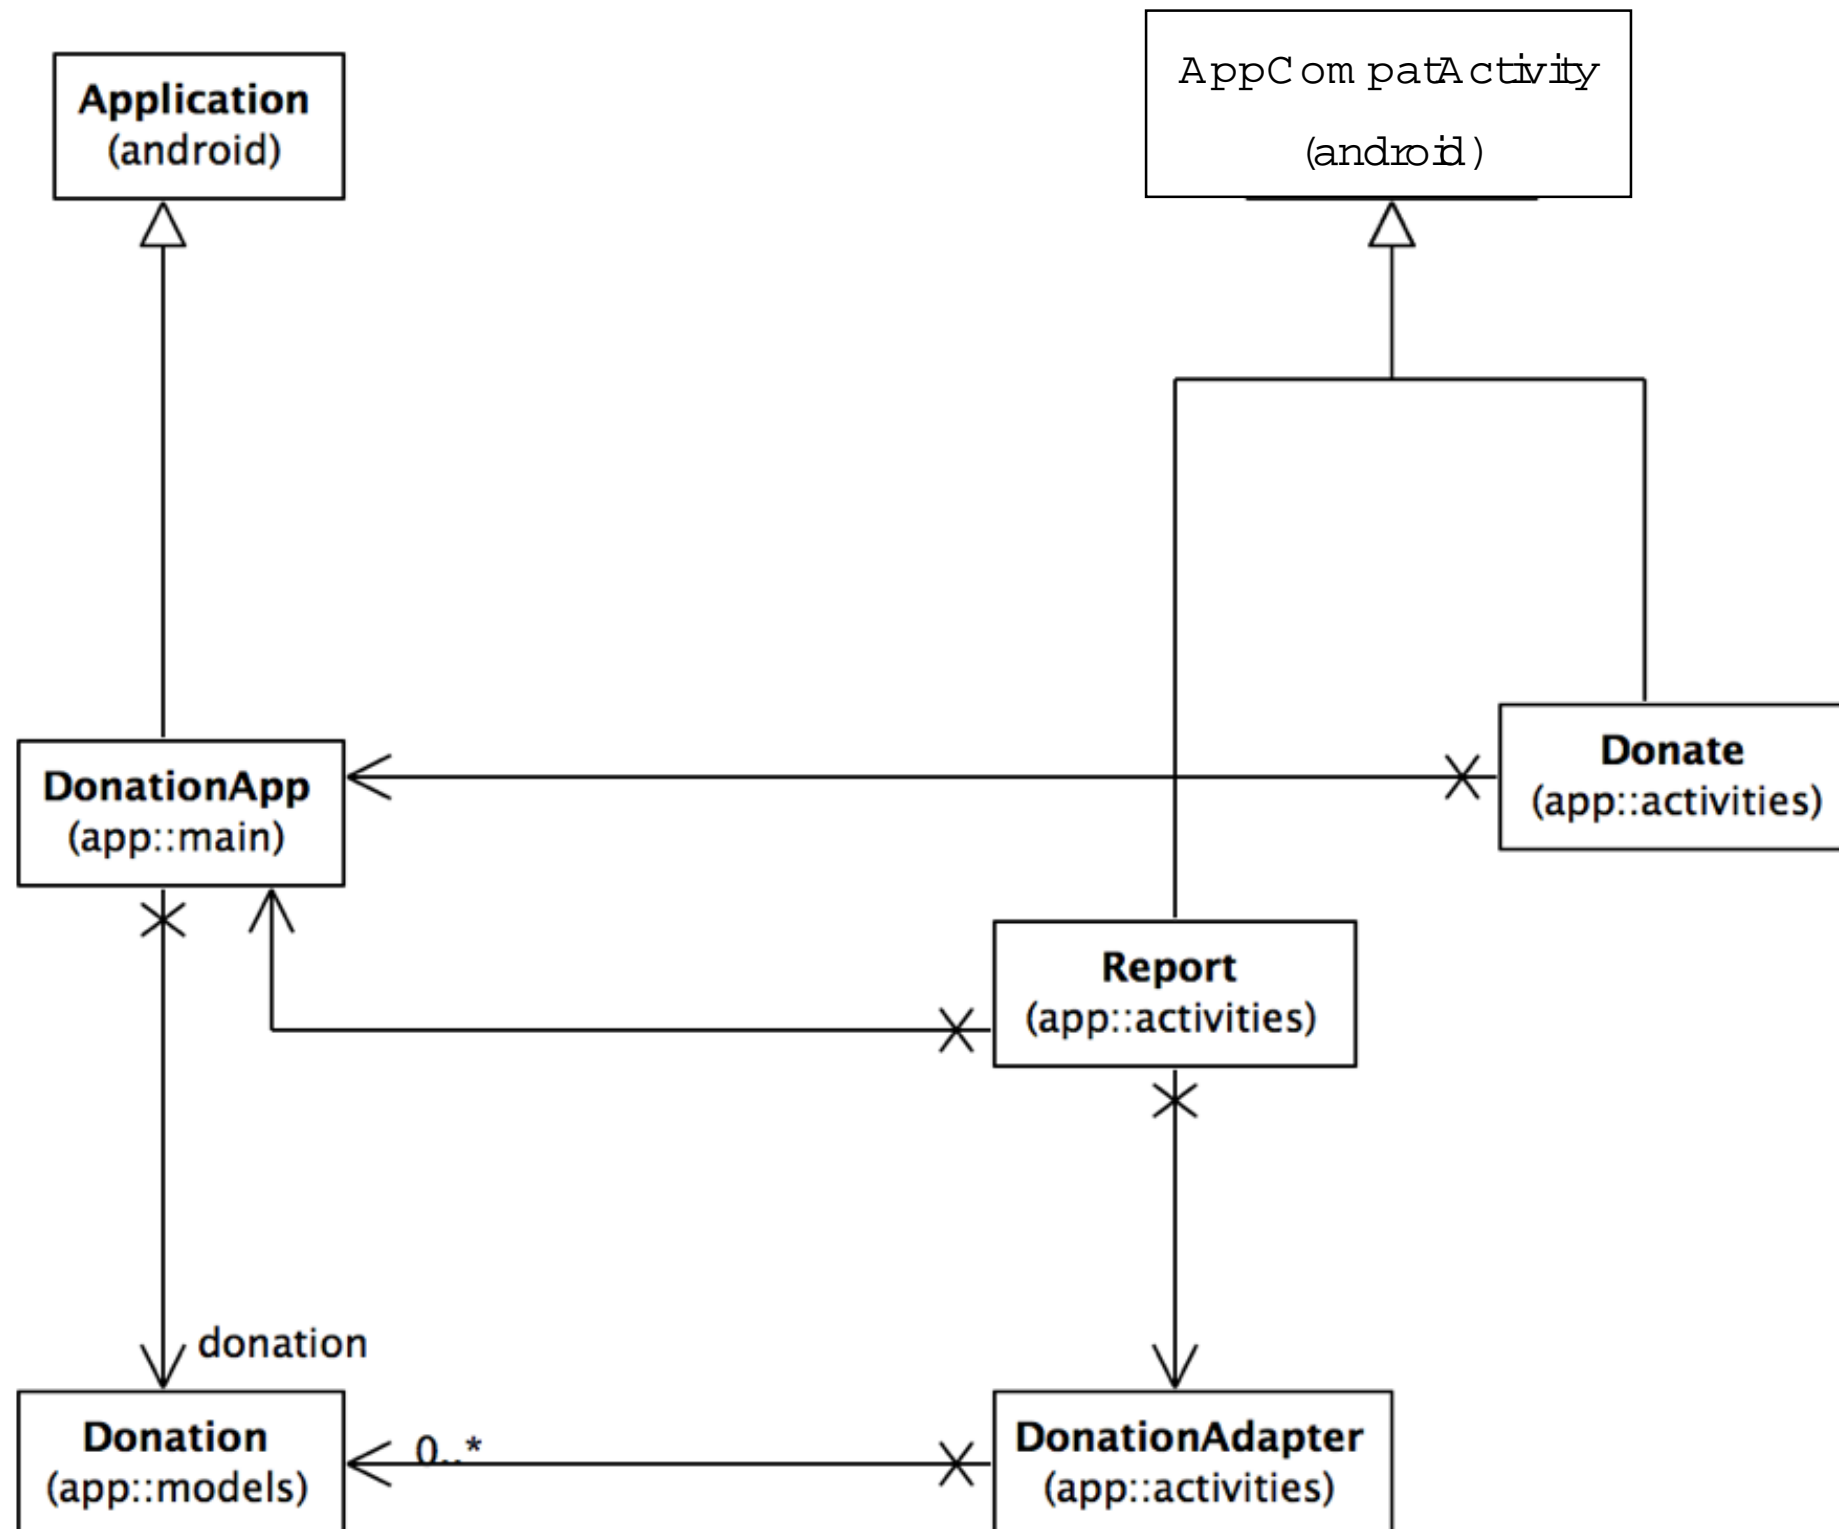 Application
(android)
AppCompatActivity
(android)
DonationApp
(app::main)
Donate
(app::activities)
Report
(app::activities)
donation
Donation
(app::models)
0..*
DonationAdapter
(app::activities)